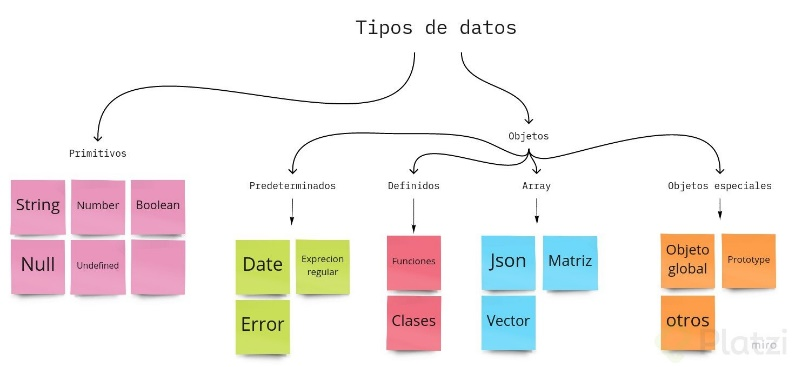 Tipos de datos
Objetos
Primitivos
Predeterminados
Definidos
Array
Objetos especiales
String
Number
Boolean
Null
Undefined
Date
Exprecion
regular
Error
Funciones
Clases
Json
Matriz
Vector
Objeto
global
Prototype
otros
Platzi
miro